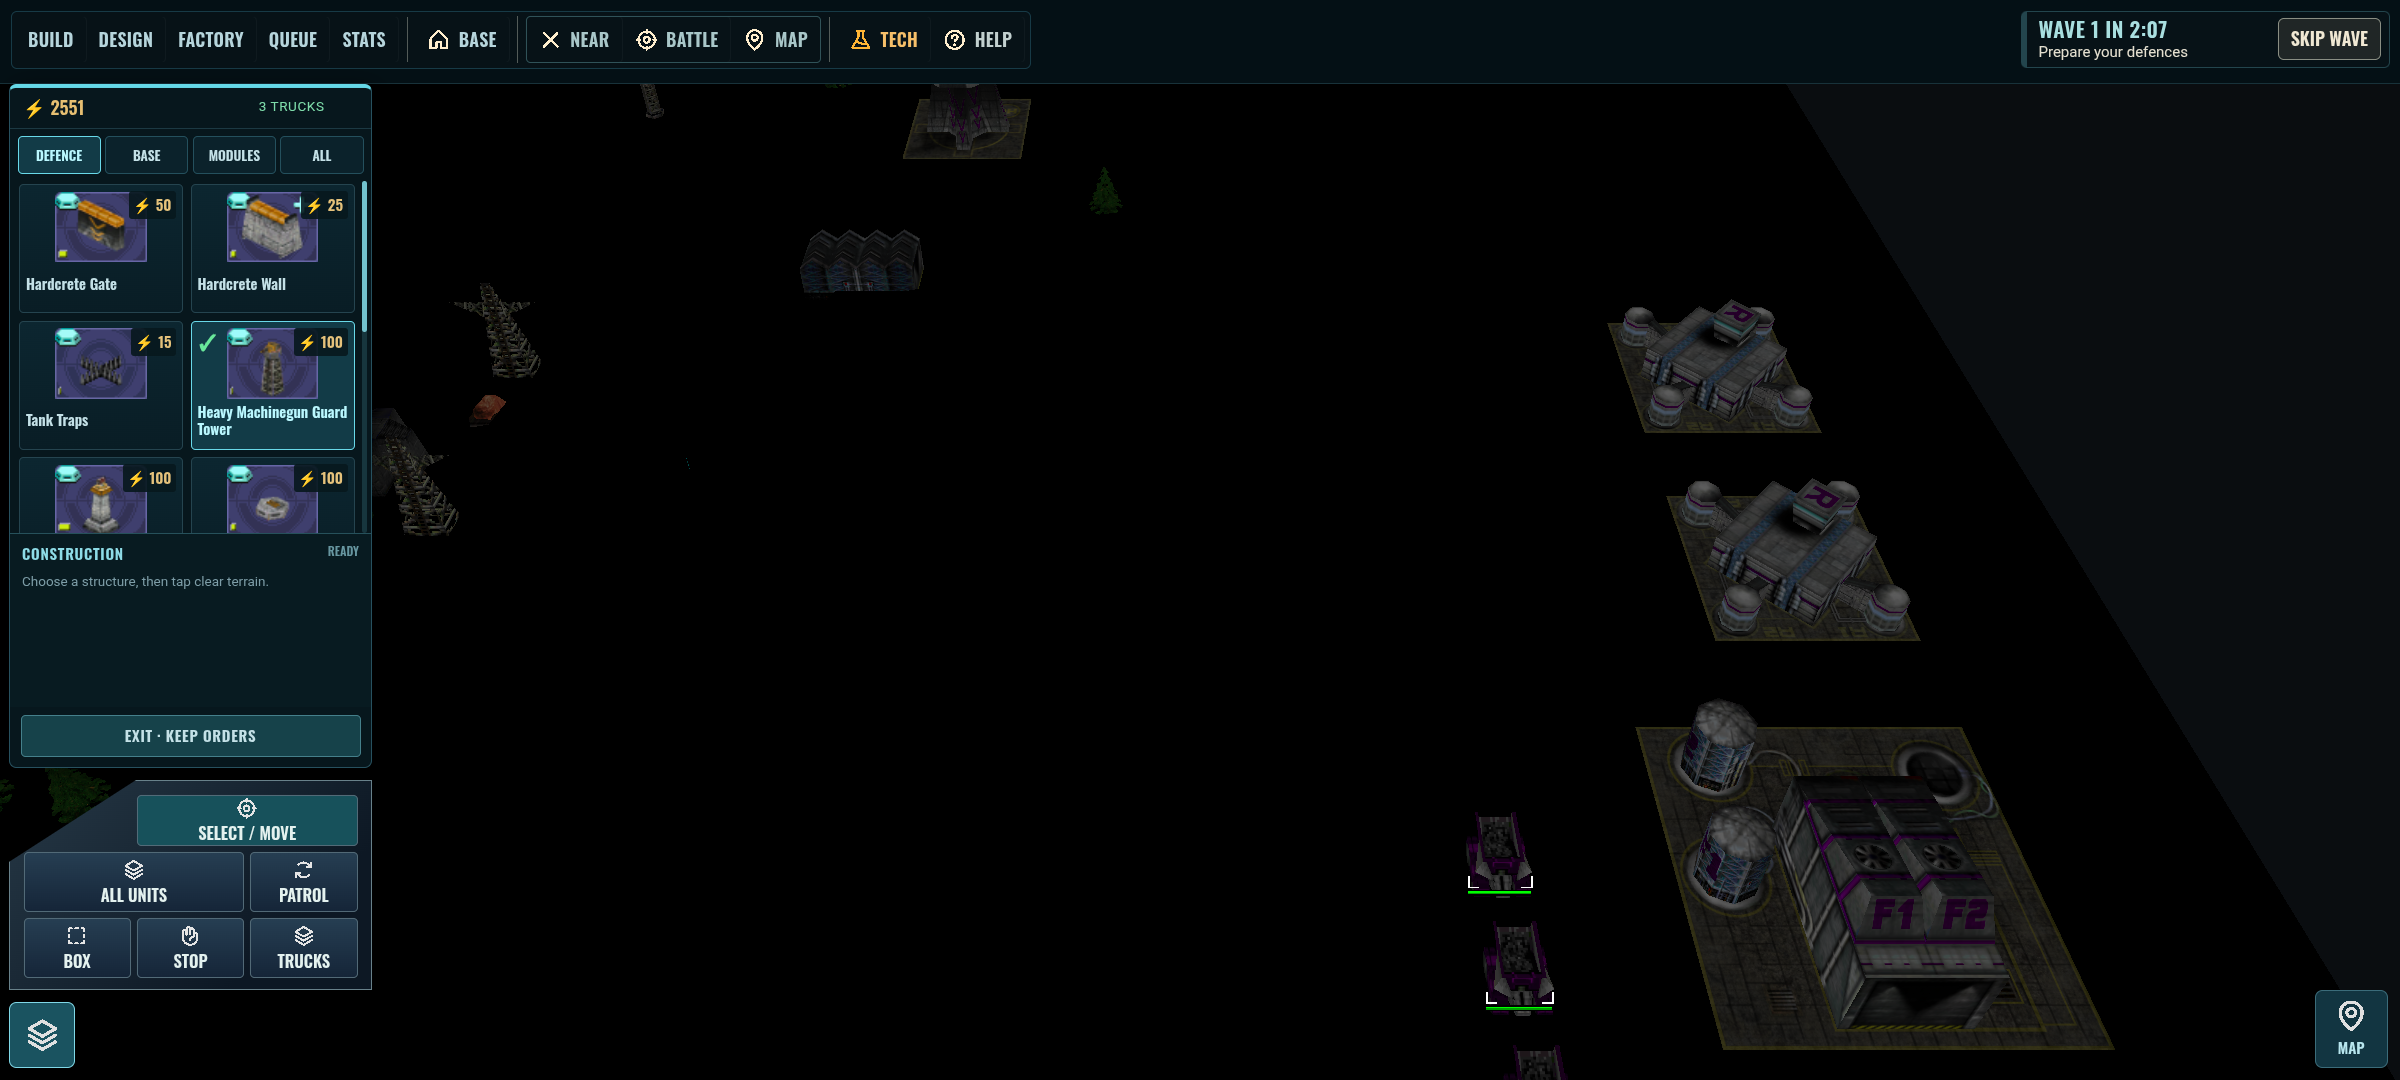 BUILD DESIGN FACTORY QUEUE STATS BASE NEAR BATTLE MAP TECH HELP
WAVE 1 IN 2:07
Prepare your defences
SKIP WAVE
2551
3 TRUCKS
DEFENCE BASE MODULES ALL
50
25
Hardcrete Gate
Hardcrete Wall
15
100
Tank Traps
Heavy Machinegun Guard
Tower
100
100
CONSTRUCTION
READY
Choose a structure, then tap clear terrain.
EXIT · KEEP ORDERS
SELECT / MOVE
ALL UNITS
PATROL
BOX
STOP
TRUCKS
R
R
F1 F2
MAP